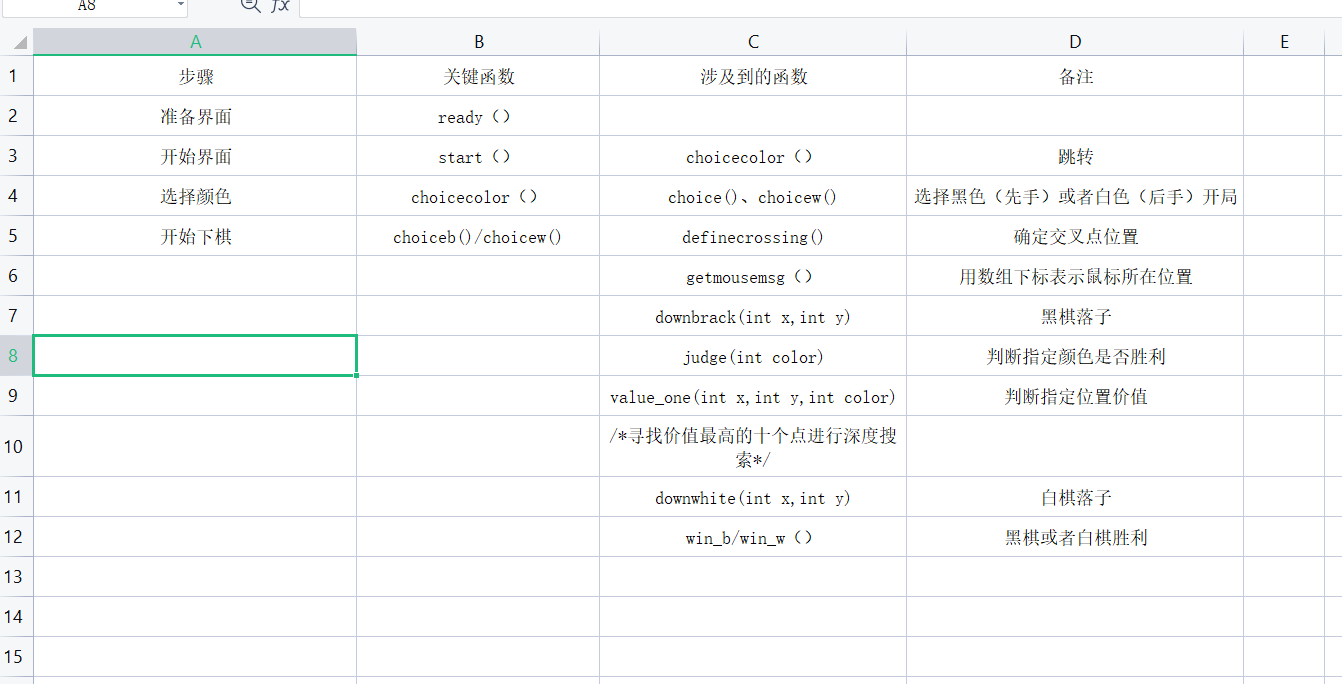 A8 fx
A B C D E
1 步骤 关键函数 涉及到的函数 备注
2 准备界面 ready（）
3 开始界面 start（） choicecolor（） 跳转
4 选择颜色 choicecolor（） choice()、choicew() 选择黑色（先手）或者白色（后手）开局
5 开始下棋 choiceb()/choicew() definecrossing() 确定交叉点位置
6 getmousemsg（） 用数组下标表示鼠标所在位置
7 downbrack(int x,int y) 黑棋落子
8 judge(int color) 判断指定颜色是否胜利
9 value_one(int x,int y,int color) 判断指定位置价值
10 /*寻找价值最高的十个点进行深度搜
索*/
11 downwhite(int x,int y) 白棋落子
12 win_b/win_w（） 黑棋或者白棋胜利
13
14
15